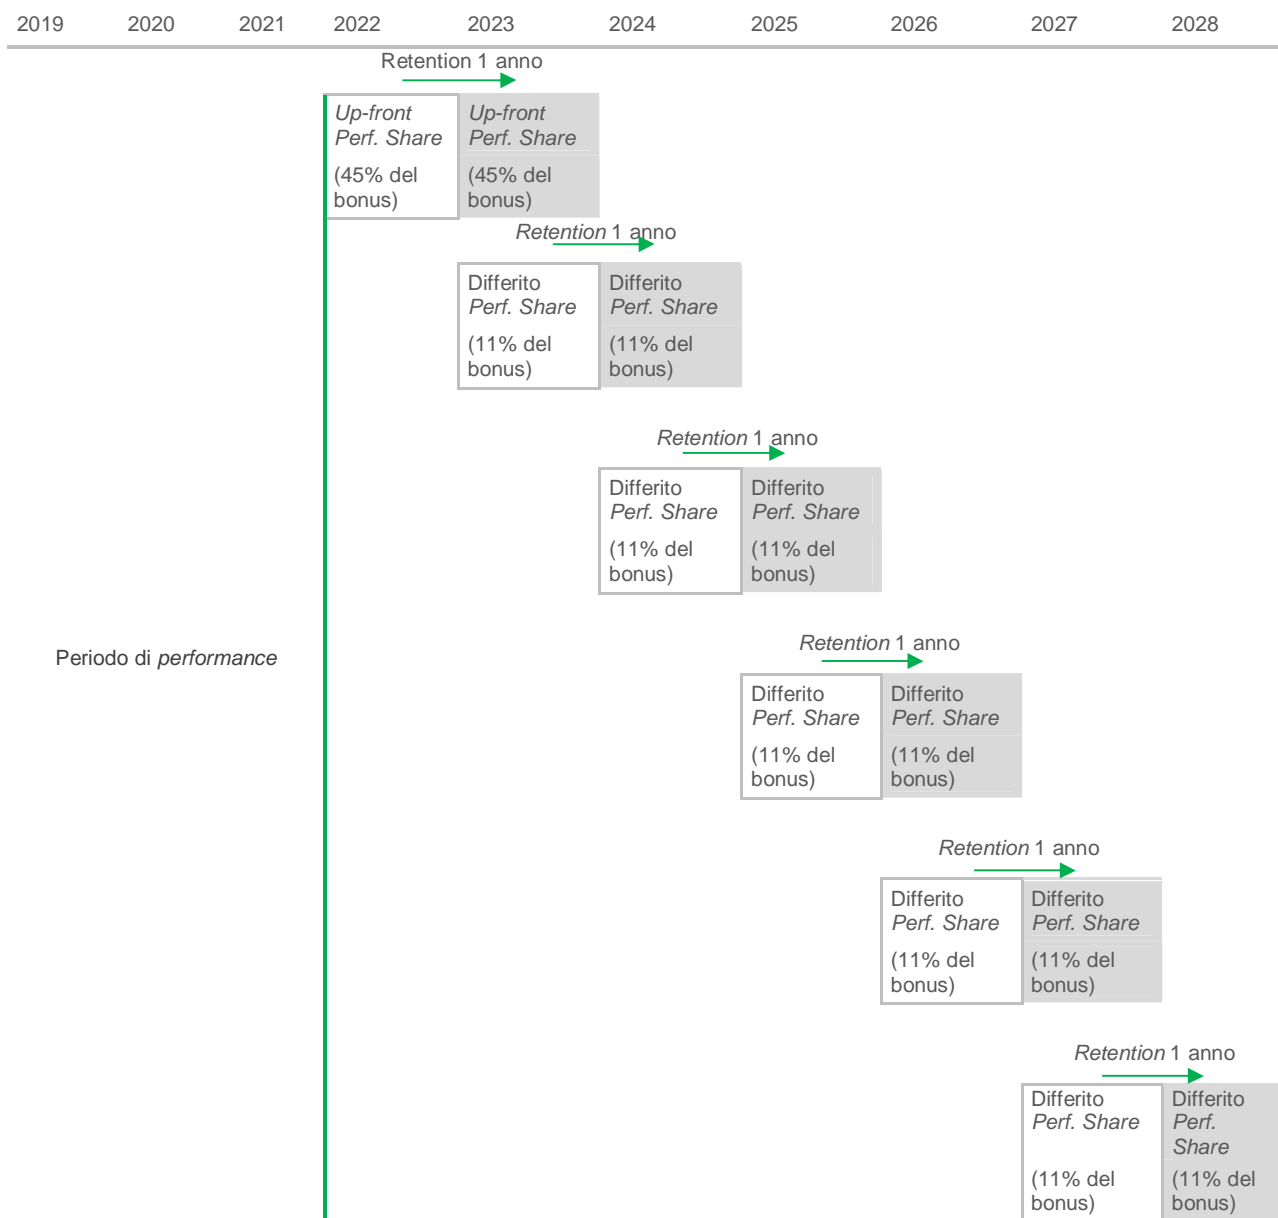 2019 2020 2021 2022 2023 2024 2025 2026 2027 2028
Retention 1 anno
Up-front
Perf. Share
(45% del
bonus)
Up-front
Perf. Share
(45% del
bonus)
Retention 1 anno
Differito
Perf. Share
(11% del
bonus)
Differito
Perf. Share
(11% del
bonus)
Retention 1 anno
Differito
Perf. Share
(11% del
bonus)
Differito
Perf. Share
(11% del
bonus)
Periodo di performance
Retention 1 anno
Differito
Perf. Share
(11% del
bonus)
Differito
Perf. Share
(11% del
bonus)
Retention 1 anno
Differito
Perf. Share
(11% del
bonus)
Differito
Perf. Share
(11% del
bonus)
Retention 1 anno
Differito
Perf. Share
(11% del
bonus)
Differito
Perf.
Share
(11% del
bonus)